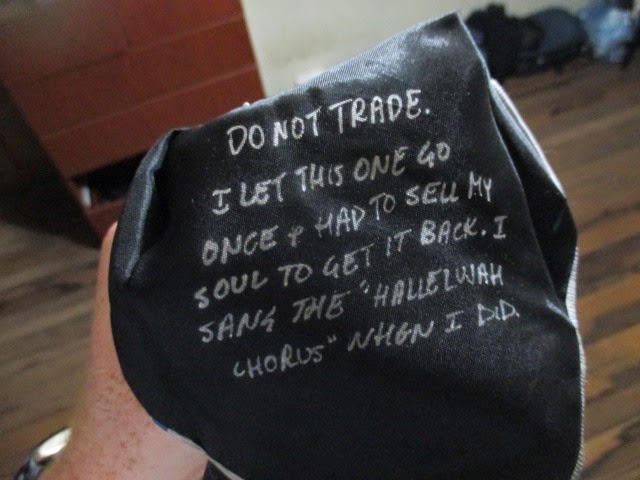 DO NOT TRADE.
I LET THIS ONE GO
ONCE & HAD TO SELL MY
SOUL TO GET IT BACK. I
SANG THE "HALLELUJAH
CHORUS" WHEN I DID.